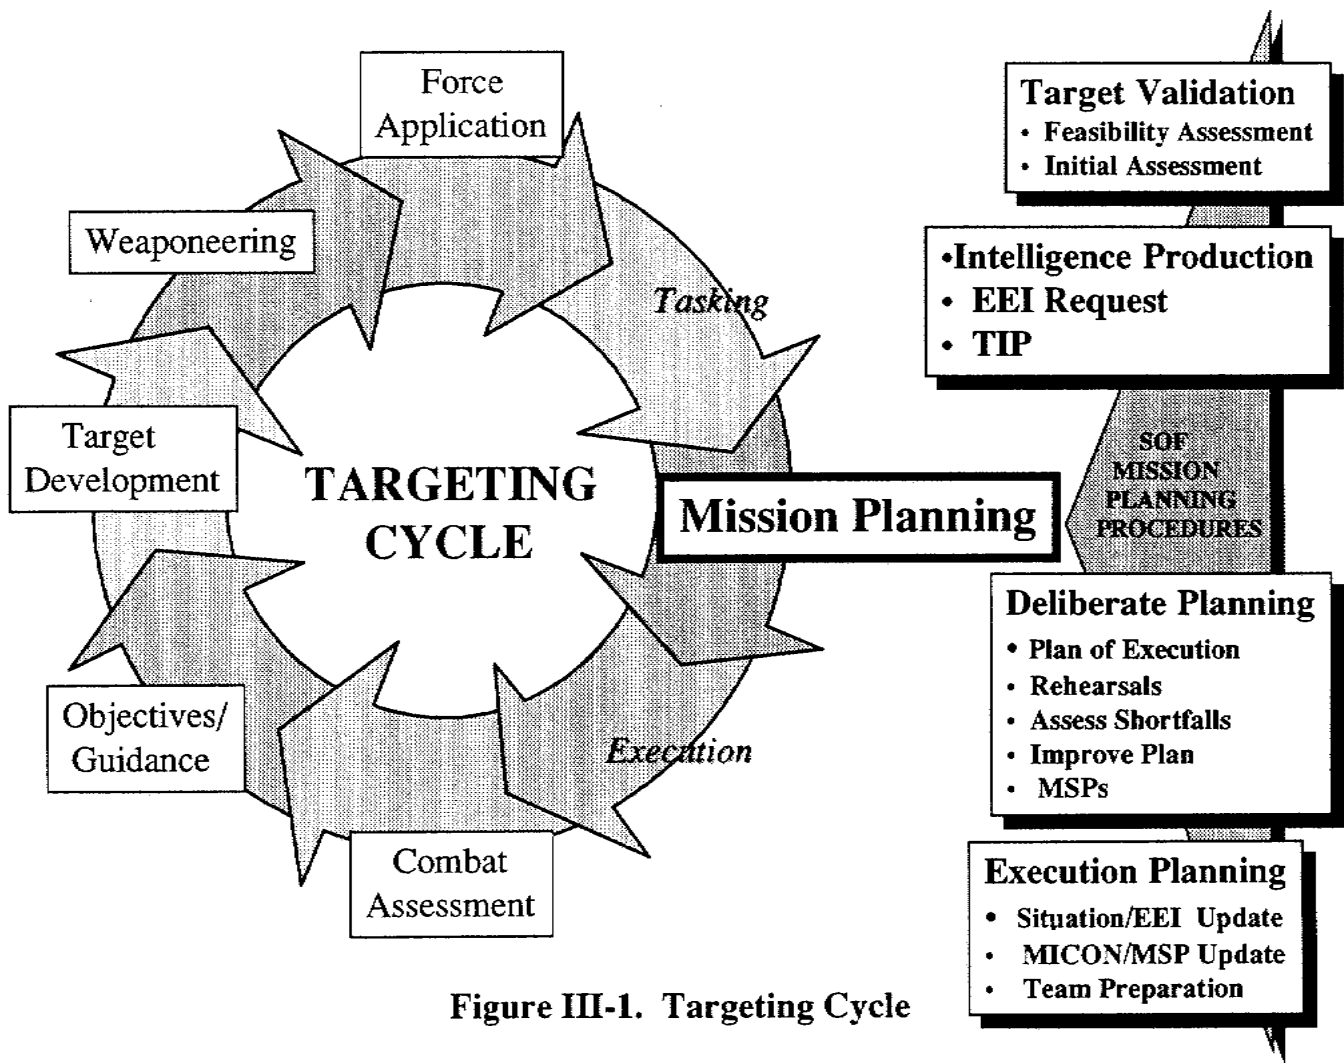 Force
Application
Weaponeering
Tasking
Target
Development
TARGETING
CYCLE
Mission Planning
Objectives/
Guidance
Execution
Combat
Assessment
Target Validation
• Feasibility Assessment
• Initial Assessment
•Intelligence Production
• EEI Request
• TIP
SOF
MISSION
PLANNING
PROCEDURES
Deliberate Planning
• Plan of Execution
• Rehearsals
• Assess Shortfalls
• Improve Plan
• MSPs
Execution Planning
• Situation/EEI Update
• MICON/MSP Update
• Team Preparation
Figure III-1. Targeting Cycle